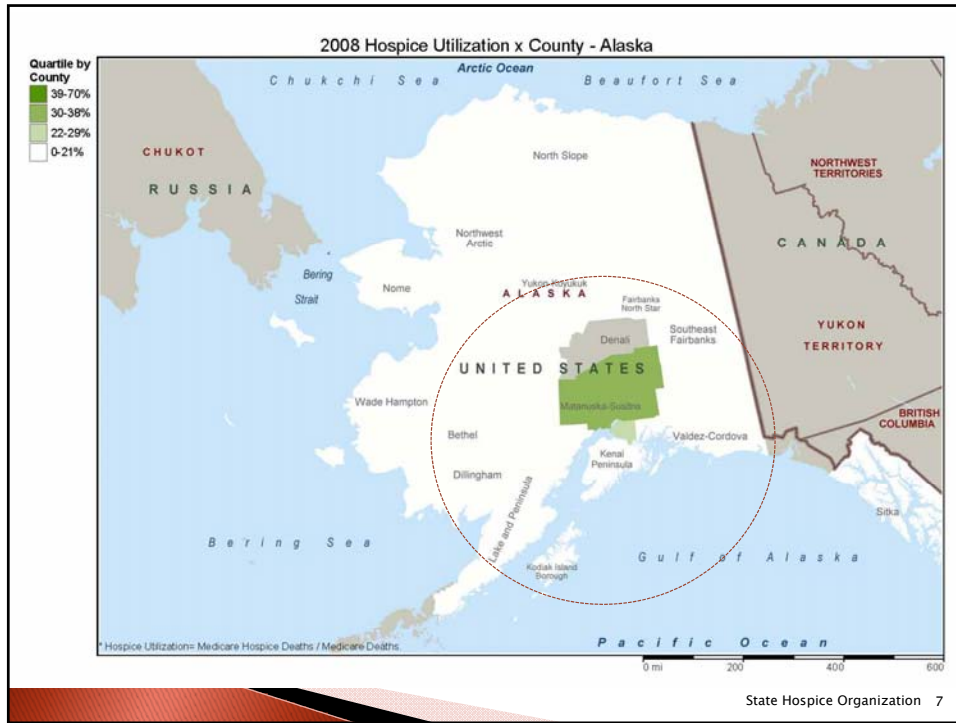 2008 Hospice Utilization x County - Alaska
Quartile by
County
39-70%
30-38%
22-29%
0-21%
Arctic Ocean
Chukchi Sea
Beaufort Sea
CHUKOT
RUSSIA
North Slope
NORTHWEST
TERRITORIES
CANADA
Northwest
Arctic
Bering
Strait
Nome
Yukon-Koyukuk
ALASKA
Fairbanks
North Star
Southeast
Fairbanks
Denali
YUKON
TERRITORY
UNITED STATES
Wade Hampton
Matanuska-Susitna
BRITISH
COLUMBIA
Bethel
Valdez-Cordova
Kenai
Peninsula
Dillingham
Lake and Peninsula
Sitka
Bering Sea
Gulf of Alaska
Kodiak Island
Borough
* Hospice Utilization= Medicare Hospice Deaths / Medicare Deaths.
Pacific Ocean
0 mi 200 400 600
State Hospice Organization 7